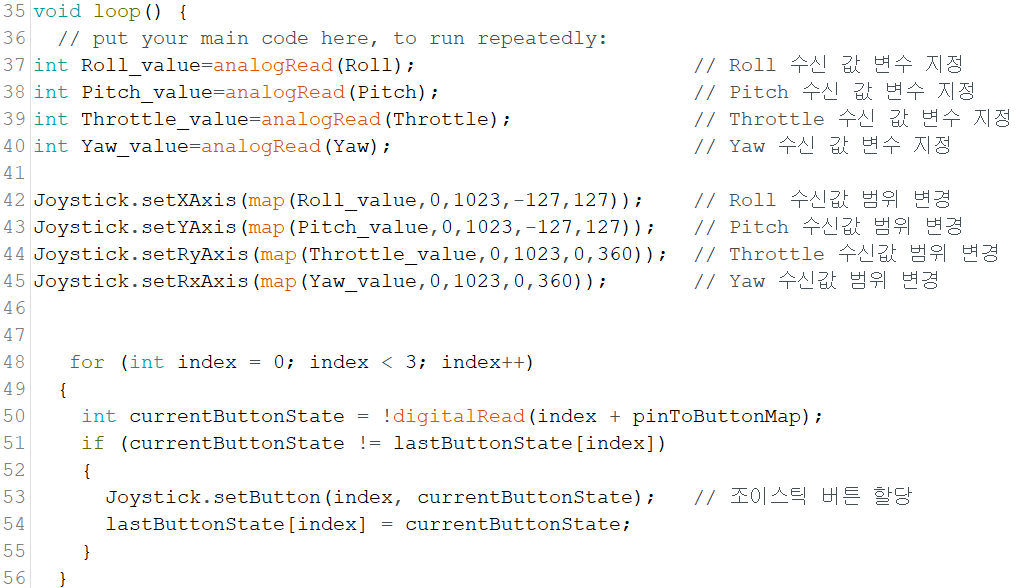 35 void loop() {
36   // put your main code here, to run repeatedly:
37 int Roll_value=analogRead(Roll);                       // Roll 수신 값 변수 지정
38 int Pitch_value=analogRead(Pitch);                     // Pitch 수신 값 변수 지정
39 int Throttle_value=analogRead(Throttle);               // Throttle 수신 값 변수 지정
40 int Yaw_value=analogRead(Yaw);                         // Yaw 수신 값 변수 지정
41
42 Joystick.setXAxis(map(Roll_value,0,1023,-127,127));    // Roll 수신값 범위 변경
43 Joystick.setYAxis(map(Pitch_value,0,1023,-127,127));   // Pitch 수신값 범위 변경
44 Joystick.setRyAxis(map(Throttle_value,0,1023,0,360));  // Throttle 수신값 범위 변경
45 Joystick.setRxAxis(map(Yaw_value,0,1023,0,360));       // Yaw 수신값 범위 변경
46
47
48    for (int index = 0; index < 3; index++)
49   {
50     int currentButtonState = !digitalRead(index + pinToButtonMap);
51     if (currentButtonState != lastButtonState[index])
52     {
53       Joystick.setButton(index, currentButtonState);   // 조이스틱 버튼 할당
54       lastButtonState[index] = currentButtonState;
55     }
56   }